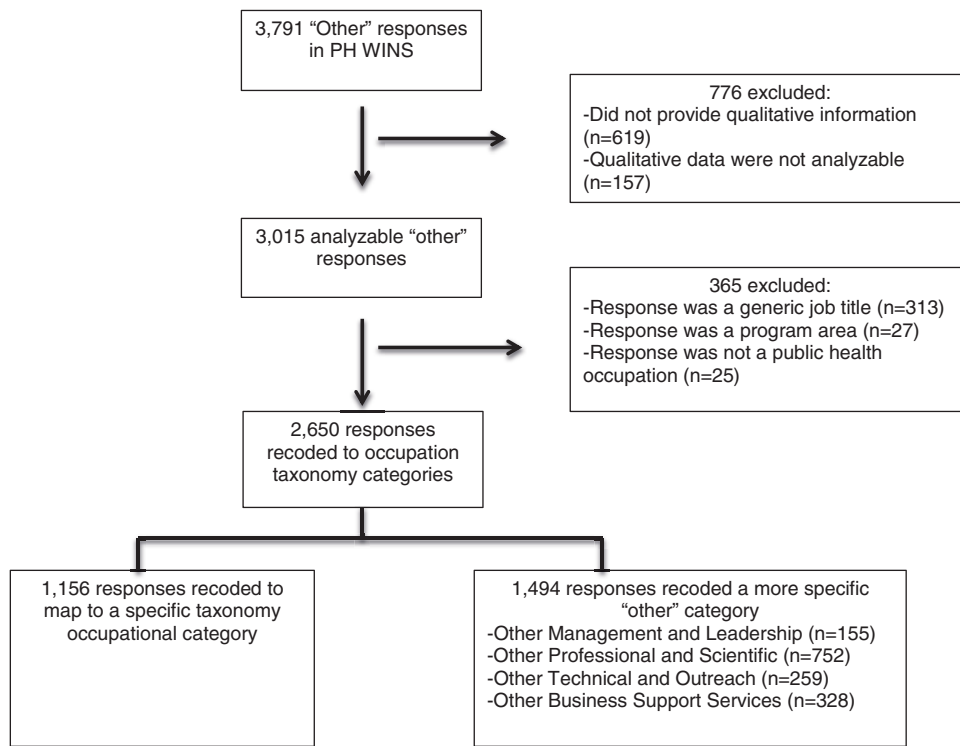 3,791 “Other” responses
in PH WINS
776 excluded:
-Did not provide qualitative information
(n=619)
-Qualitative data were not analyzable
(n=157)
3,015 analyzable “other”
responses
365 excluded:
-Response was a generic job title (n=313)
-Response was a program area (n=27)
-Response was not a public health
occupation (n=25)
2,650 responses
recoded to occupation
taxonomy categories
1,156 responses recoded to
map to a specific taxonomy
occupational category
1,494 responses recoded a more specific
“other” category
-Other Management and Leadership (n=155)
-Other Professional and Scientific (n=752)
-Other Technical and Outreach (n=259)
-Other Business Support Services (n=328)